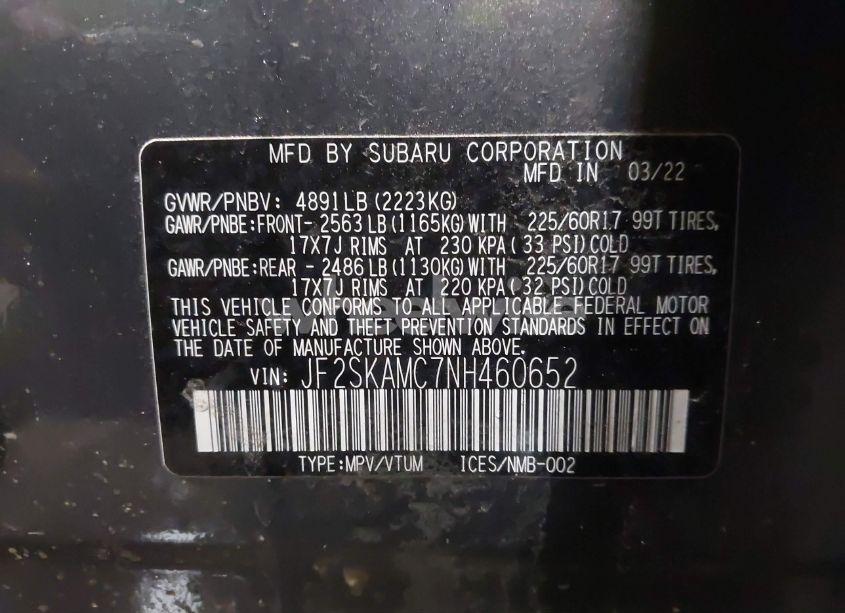 MFD BY SUBARU CORPORATION
MFD IN 03/22
GVWR/PNBV: 4891LB (2223KG)
GAWR/PNBE:FRONT- 2563 LB (1165KG) WITH 225/60R17 99T TIRES,
17X7J RIMS AT 230 KPA ( 33 PSI) COLD
GAWR/PNBE:REAR - 2486 LB (1130KG) WITH 225/60R17 99T TIRES,
17X7J RIMS AT 220 KPA (32 PSI) COLD
THIS VEHICLE CONFORMS TO ALL APPLICABLE FEDERAL MOTOR
VEHICLE SAFETY AND THEFT PREVENTION STANDARDS IN EFFECT ON
THE DATE OF MANUFACTURE SHOWN ABOVE.
VIN: JF2SKAMC7NH460652
TYPE:MPV/VTUM ICES/NMB-002